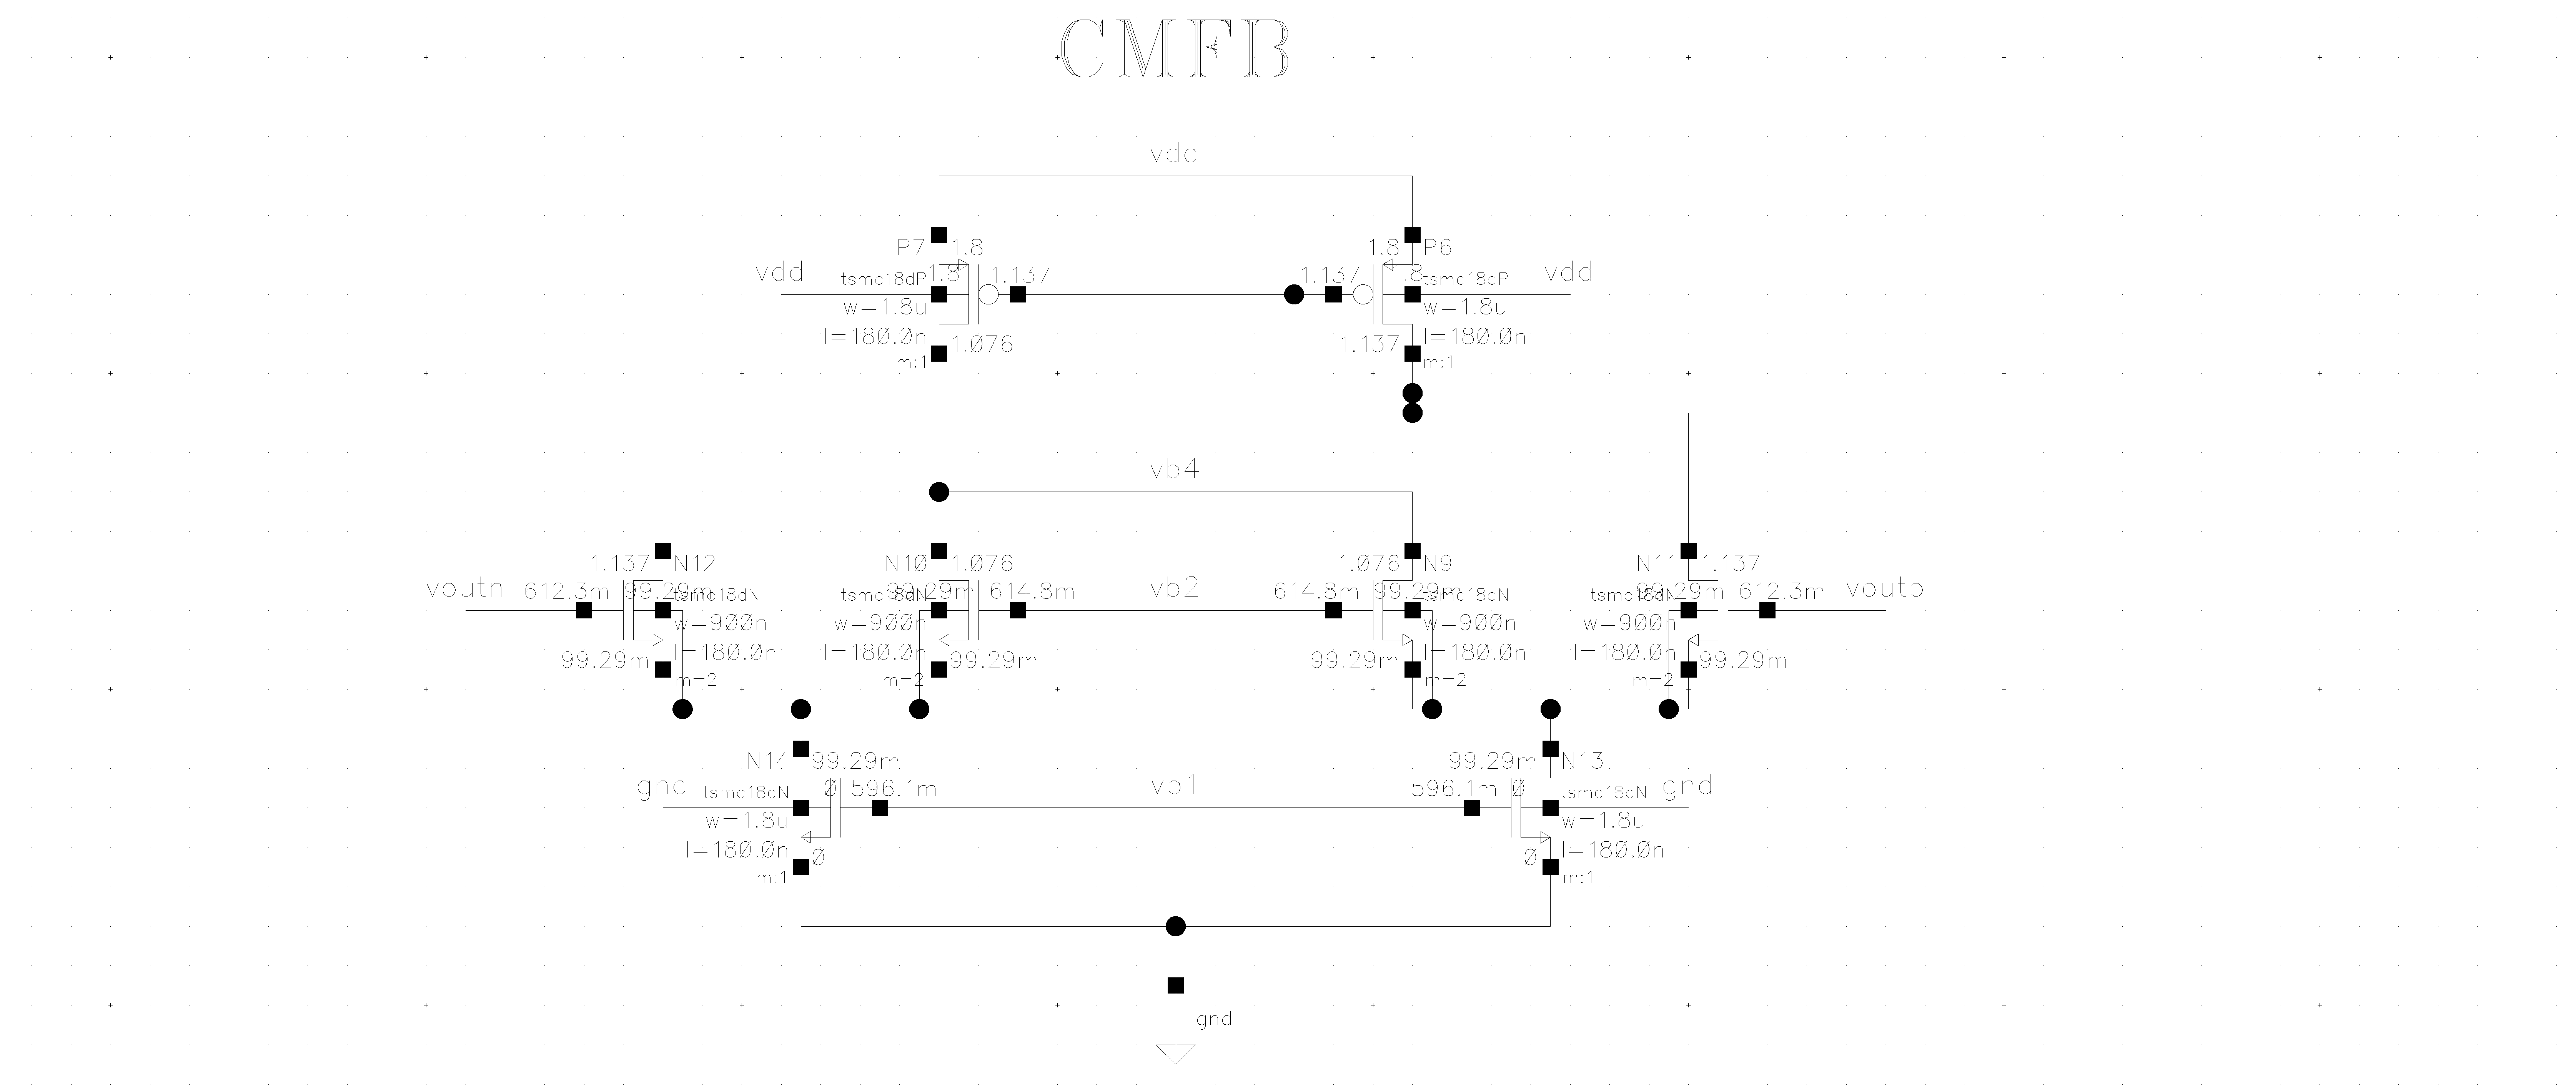 CMFB
vdd
P7 1.8
1.8 P6
vdd tsmc18dP 1.8 1.137
1.137 1.8 tsmc18dP vdd
w=1.8u
w=1.8u
l=180.0n 1.076
1.137 l=180.0n
m:1
m:1
vb4
1.137 N12
N10 1.076
1.076 N9
N11 1.137
voutn 612.3m 99.29m tsmc18dN
tsmc18dN 99.29m 614.8m
vb2
614.8m 99.29m tsmc18dN
tsmc18dN 99.29m 612.3m voutp
w=900n
w=900n
w=900n
w=900n
99.29m l=180.0n
l=180.0n 99.29m
99.29m l=180.0n
l=180.0n 99.29m
m=2
m=2
m=2
m=2
N14 99.29m
99.29m N13
gnd tsmc18dN 0 596.1m
vb1
596.1m 0 tsmc18dN gnd
w=1.8u
w=1.8u
l=180.0n 0
0 l=180.0n
m:1
m:1
gnd